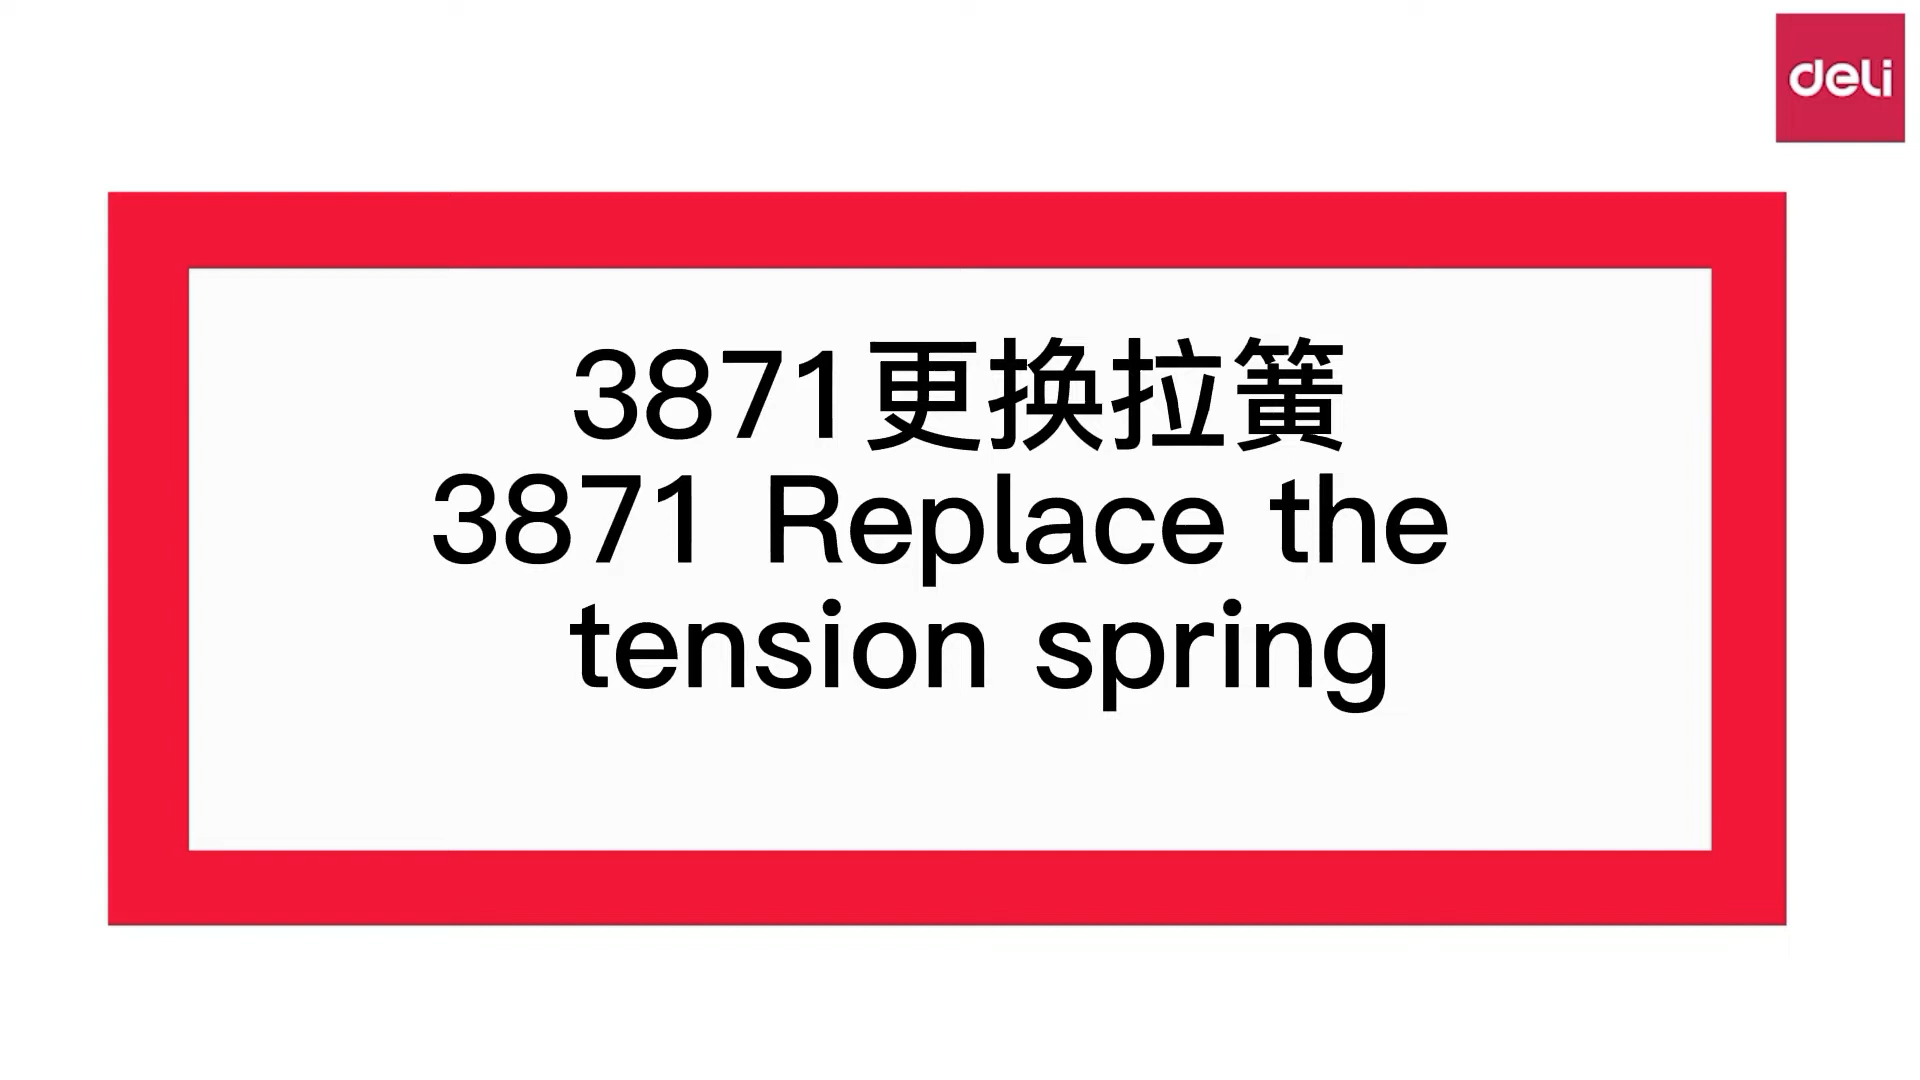 deli
3871更换拉簧
3871 Replace the
tension spring